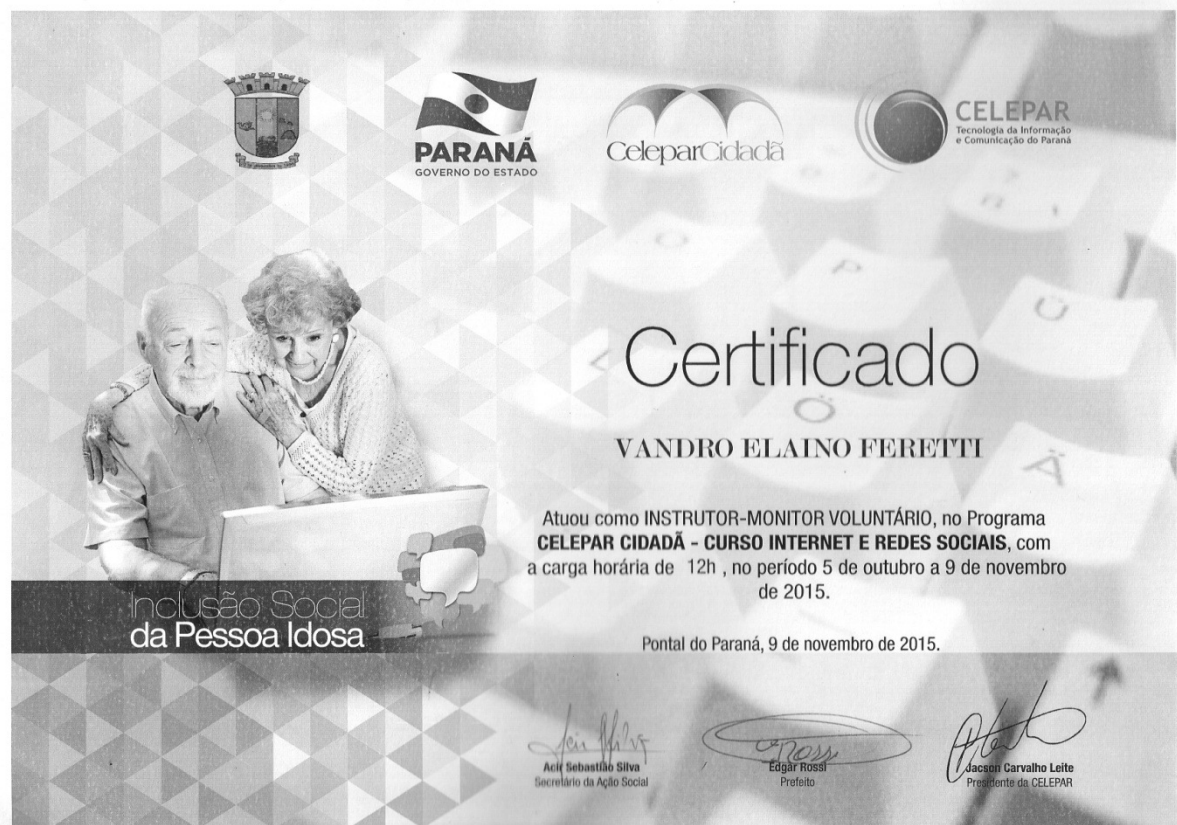 PARANÁ
GOVERNO DO ESTADO
CeleparCidadã
CELEPAR
Tecnologia da Informação
e Comunicação do Paraná
Certificado
VANDRO ELAINO FERETTI
Atuou como INSTRUTOR-MONITOR VOLUNTÁRIO, no Programa
CELEPAR CIDADÃ - CURSO INTERNET E REDES SOCIAIS, com
a carga horária de 12h , no período 5 de outubro a 9 de novembro
de 2015.
Pontal do Paraná, 9 de novembro de 2015.
Inclusão Social
da Pessoa Idosa
Acir Sebastião Silva
Secretário da Ação Social
Edgar Rossi
Prefeito
Jacson Carvalho Leite
Presidente da CELEPAR